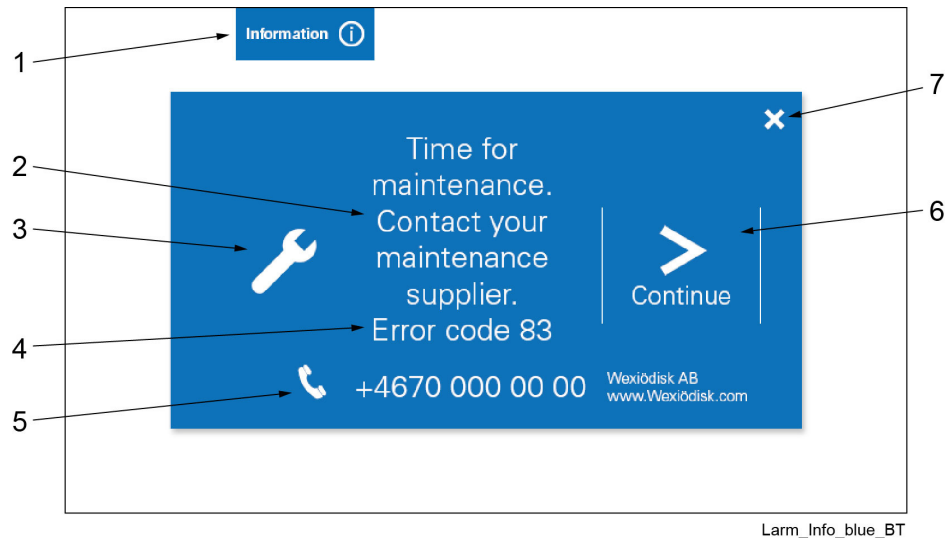 Information i
1
7
Time for
maintenance.
2
Contact your
6
3
maintenance
supplier.
Continue
4
Error code 83
5
+4670 000 00 00
Wexiödisk AB
www.Wexiödisk.com
Larm_Info_blue_BT